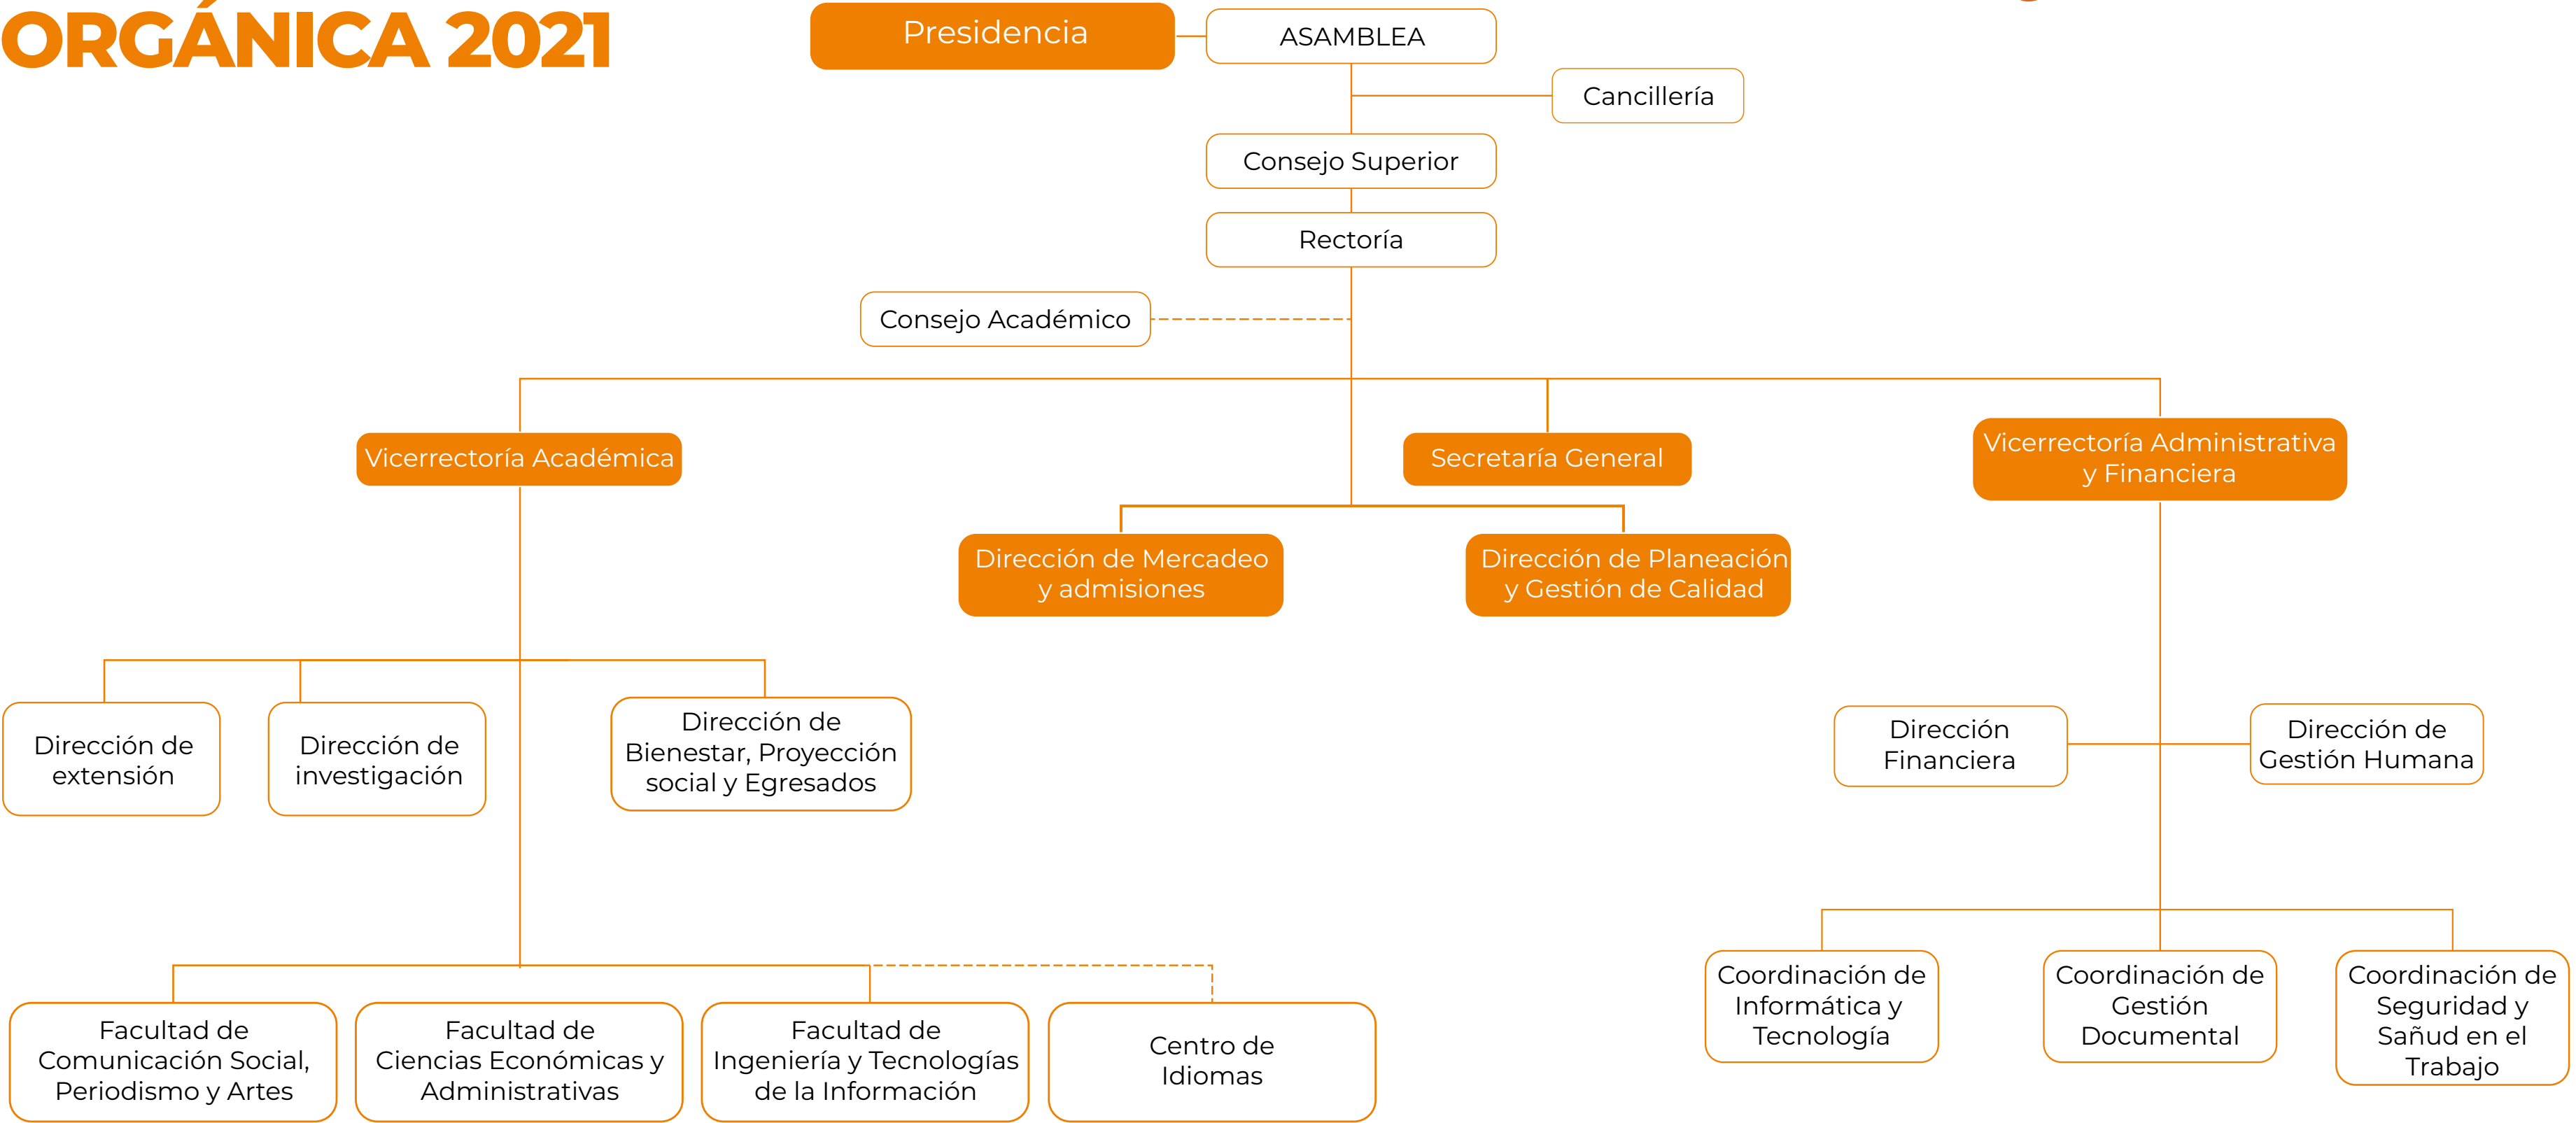 ORGÁNICA 2021
Presidencia
ASAMBLEA
Cancillería
Consejo Superior
Rectoría
Consejo Académico
Vicerrectoría Académica
Secretaría General
Vicerrectoría Administrativa
y Financiera
Dirección de Mercadeo
y admisiones
Dirección de Planeación
y Gestión de Calidad
Dirección de
extensión
Dirección de
investigación
Dirección de
Bienestar, Proyección
social y Egresados
Dirección
Financiera
Dirección de
Gestión Humana
Coordinación de
Informática y
Tecnología
Coordinación de
Gestión
Documental
Coordinación de
Seguridad y
Sañud en el
Trabajo
Facultad de
Comunicación Social,
Periodismo y Artes
Facultad de
Ciencias Económicas y
Administrativas
Facultad de
Ingeniería y Tecnologías
de la Información
Centro de
Idiomas